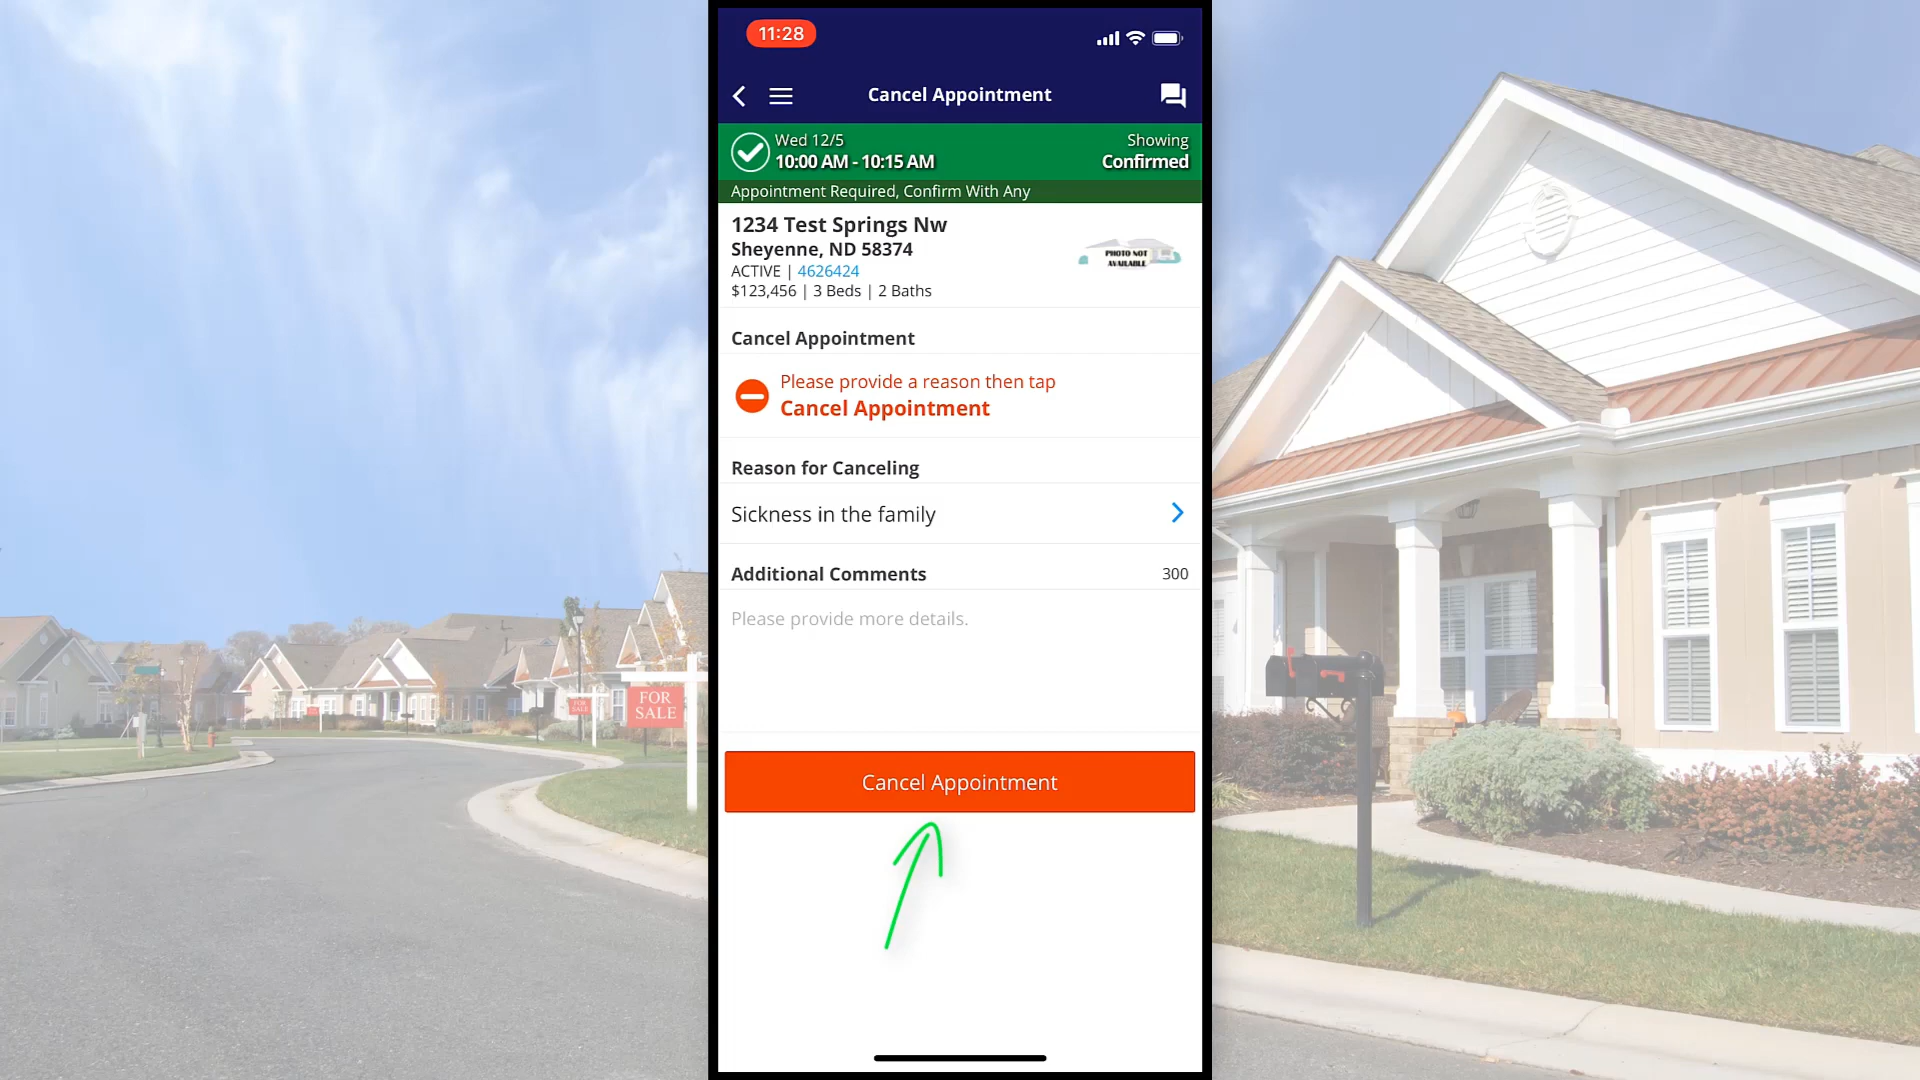 11:28
Cancel Appointment
Wed 12/5
Showing
10:00 AM - 10:15 AM
Confirmed
Appointment Required, Confirm With Any
1234 Test Springs Nw
Sheyenne, ND 58374
PHOTO NOT
AVAILABLE
ACTIVE | 4626424
$123,456 | 3 Beds | 2 Baths
Cancel Appointment
Please provide a reason then tap
Cancel Appointment
Reason for Canceling
Sickness in the family
Additional Comments
300
Please provide more details.
Cancel Appointment
FOR
SALE
FOR
SALE